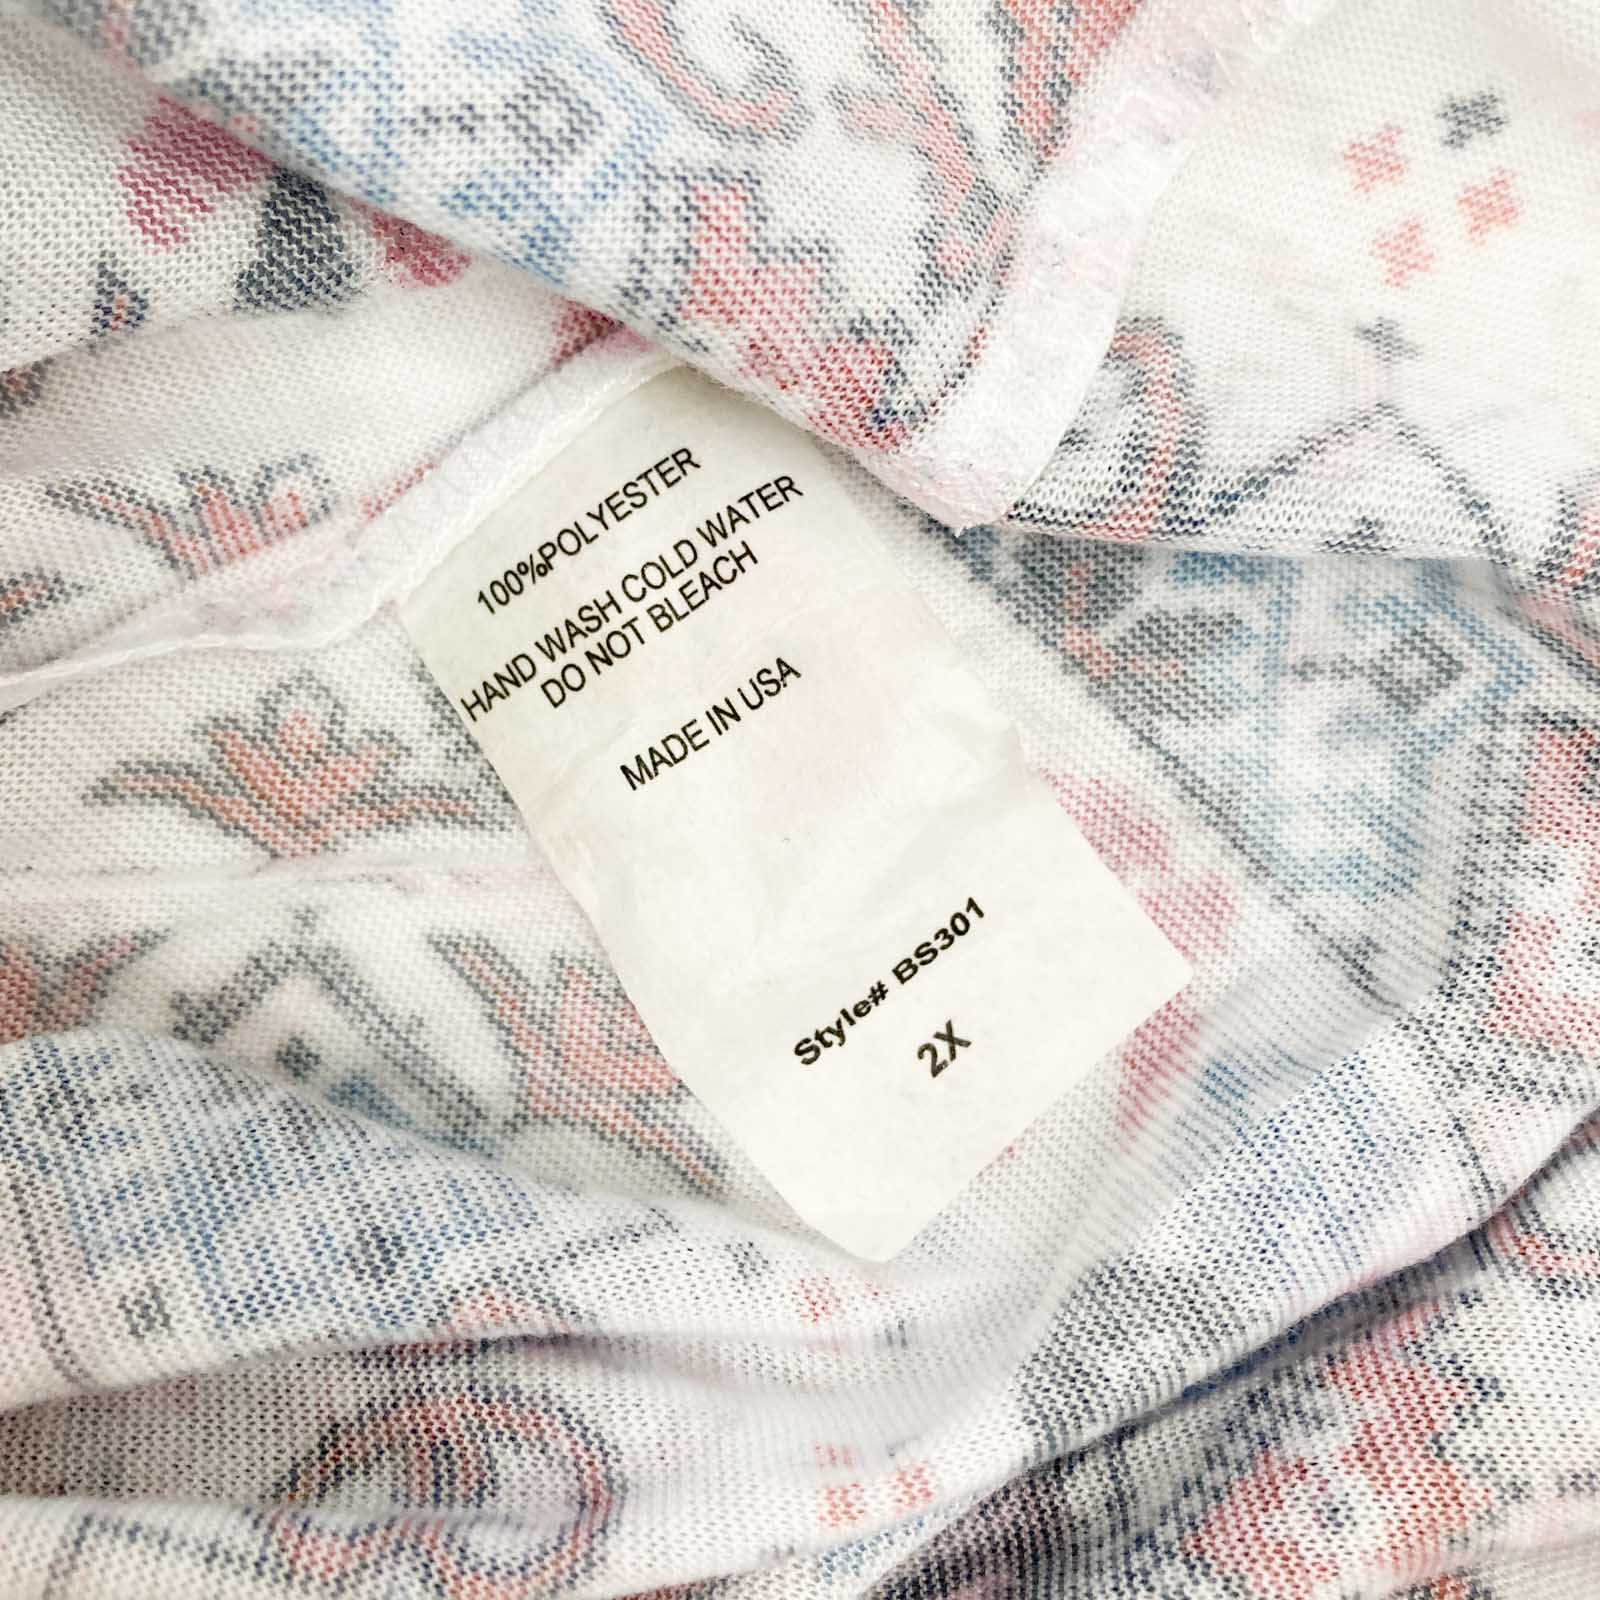 100%POLYESTER
HAND WASH COLD WATER
DO NOT BLEACH
MADE IN USA
Style# BS301
2X